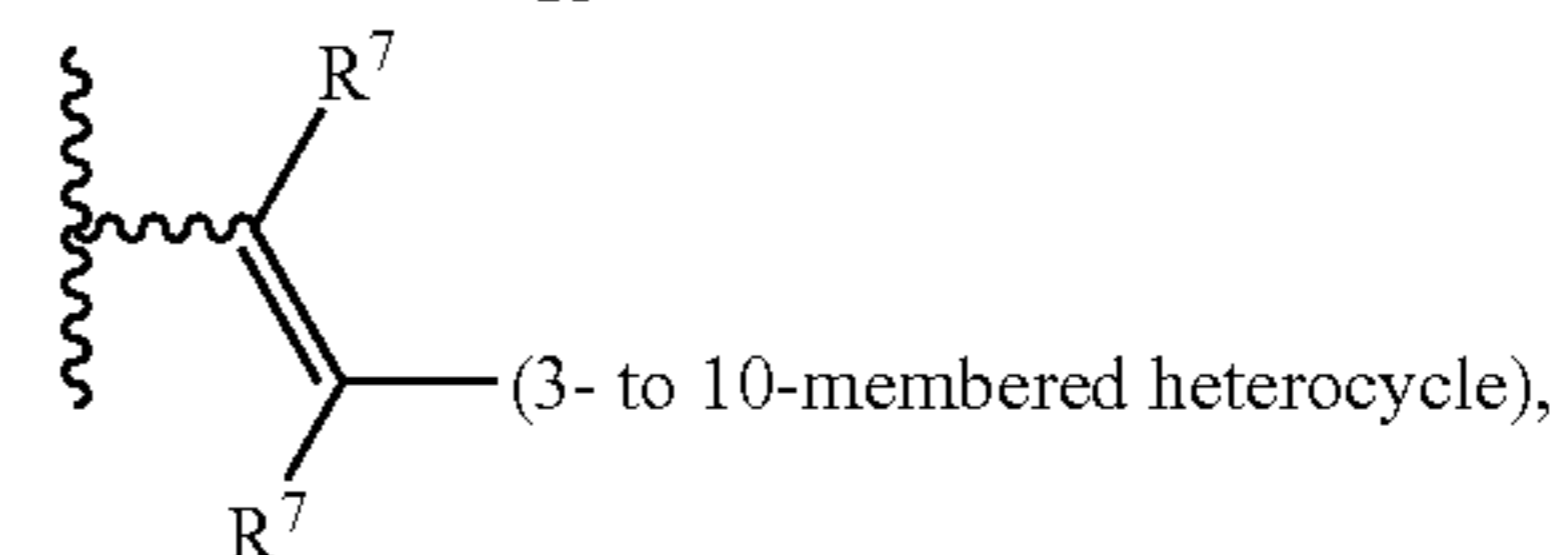 R⁷
(3- to 10-membered heterocycle),
R⁷